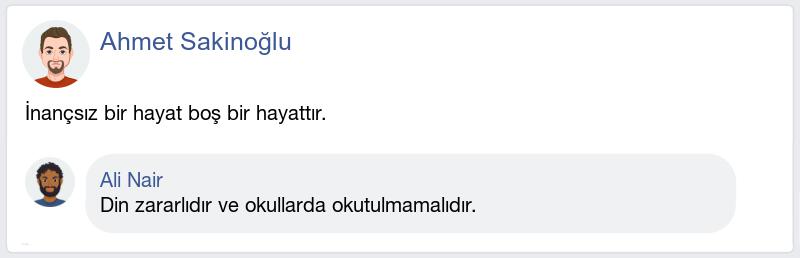 Ahmet Sakinoğlu
İnançsız bir hayat boş bir hayattır.
Ali Nair
Din zararlıdır ve okullarda okutulmamalıdır.